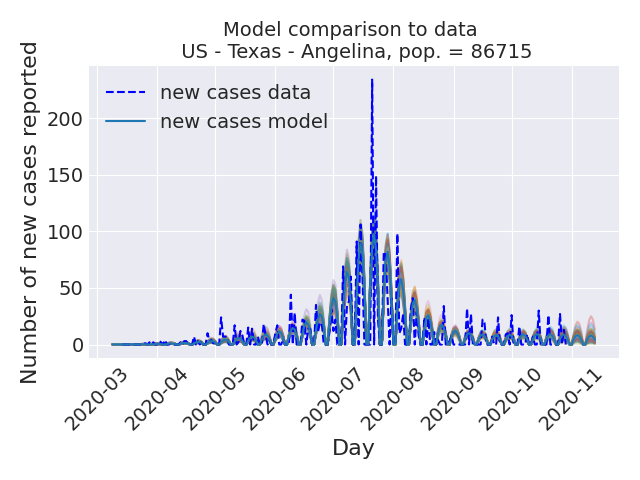 Model comparison to data
US - Texas - Angelina, pop. = 86715
Number of new cases reported
new cases data
new cases model
200
150
100
50
0
2020-03
2020-04
2020-05
2020-06
2020-07
2020-08
2020-09
2020-10
2020-11
Day